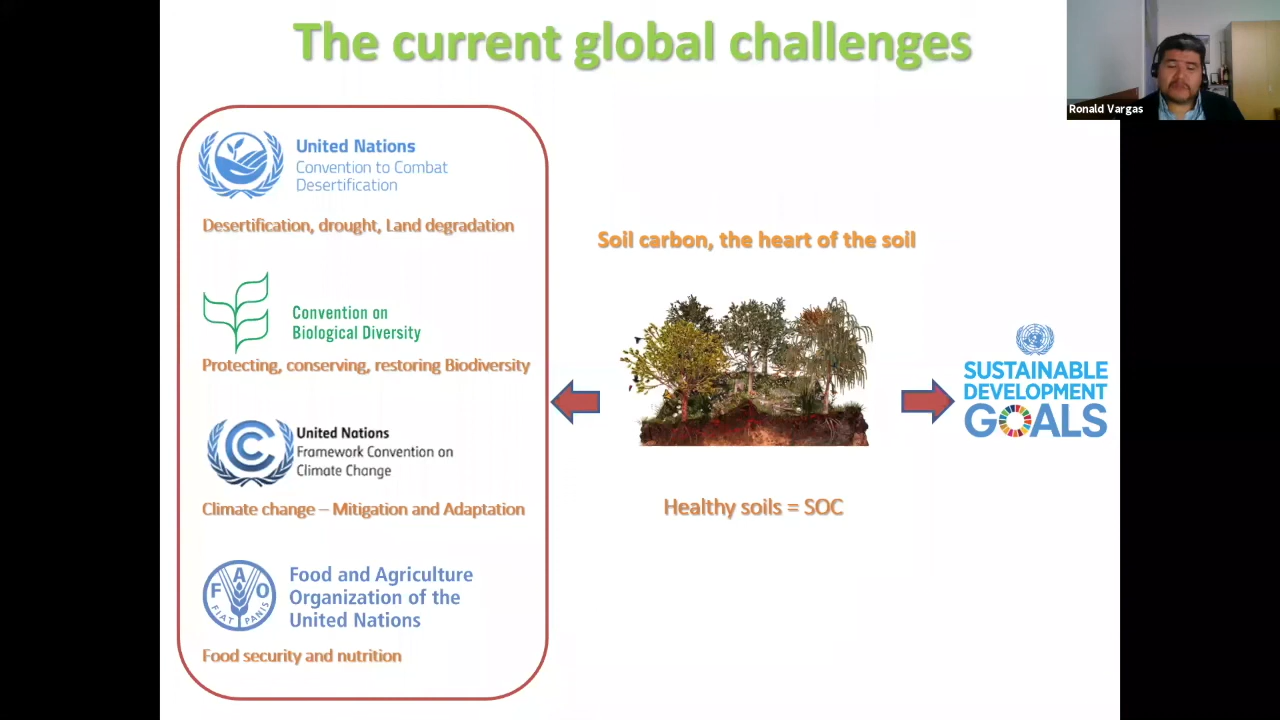 The current global challenges
Ronald Vargas
United Nations
Convention to Combat
Desertification
Desertification, drought, Land degradation
Convention on
Biological Diversity
Protecting, conserving, restoring Biodiversity
United Nations
Framework Convention on
Climate Change
Climate change – Mitigation and Adaptation
F A O
FIAT PANIS
Food and Agriculture
Organization of the
United Nations
Food security and nutrition
Soil carbon, the heart of the soil
Healthy soils = SOC
SUSTAINABLE
DEVELOPMENT
GOALS